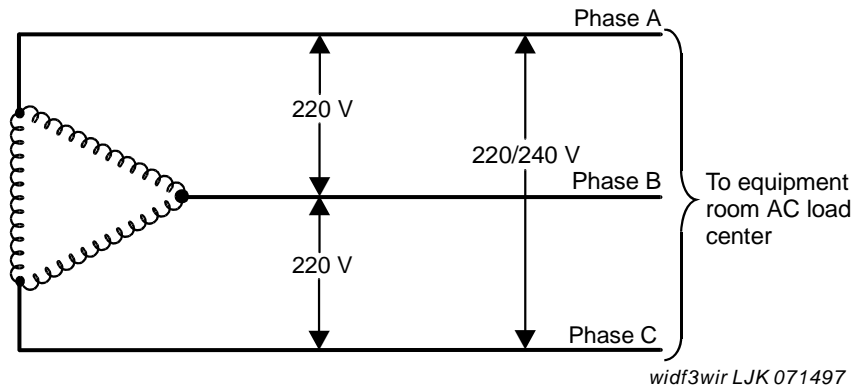 Phase A
220 V
220/240 V
Phase B
To equipment
room AC load
center
220 V
Phase C
widf3wir LJK 071497